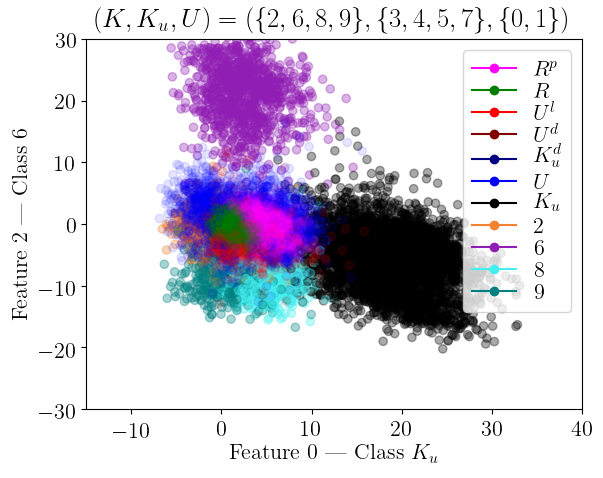 (K, K_u, U) = ({2, 6, 8, 9}, {3, 4, 5, 7}, {0, 1})
30
20
10
0
−10
−20
−30
Feature 2 — Class 6
−10
0
10
20
30
40
Feature 0 — Class K_u
R^p
R
U^l
U^d
K_u^d
U
K_u
2
6
8
9